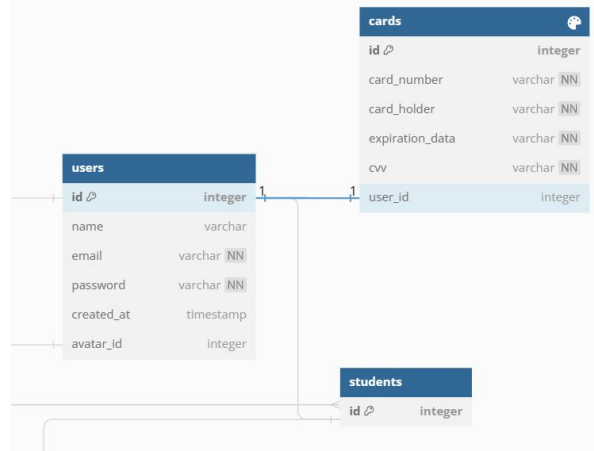 cards
id integer
card_number varchar NN
card_holder varchar NN
expiration_data varchar NN
cvv varchar NN
user_id integer
users
id integer
name varchar
email varchar NN
password varchar NN
created_at timestamp
avatar_id integer
1 1
students
id integer